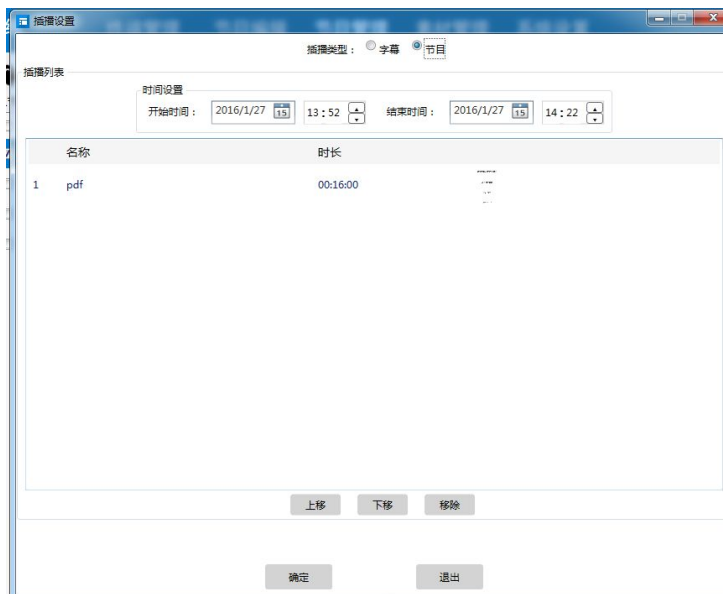 插播设置
插播类型： 字幕 节目
插播列表
时间设置
开始时间： 2016/1/27 15 13：52 结束时间： 2016/1/27 15 14：22
名称 时长
1 pdf 00:16:00
上移 下移 移除
确定 退出